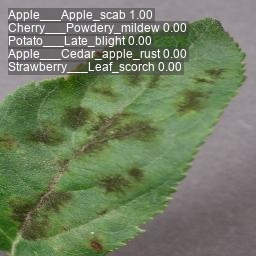 Apple___Apple_scab 1.00
Cherry___Powdery_mildew 0.00
Potato___Late_blight 0.00
Apple___Cedar_apple_rust 0.00
Strawberry___Leaf_scorch 0.00